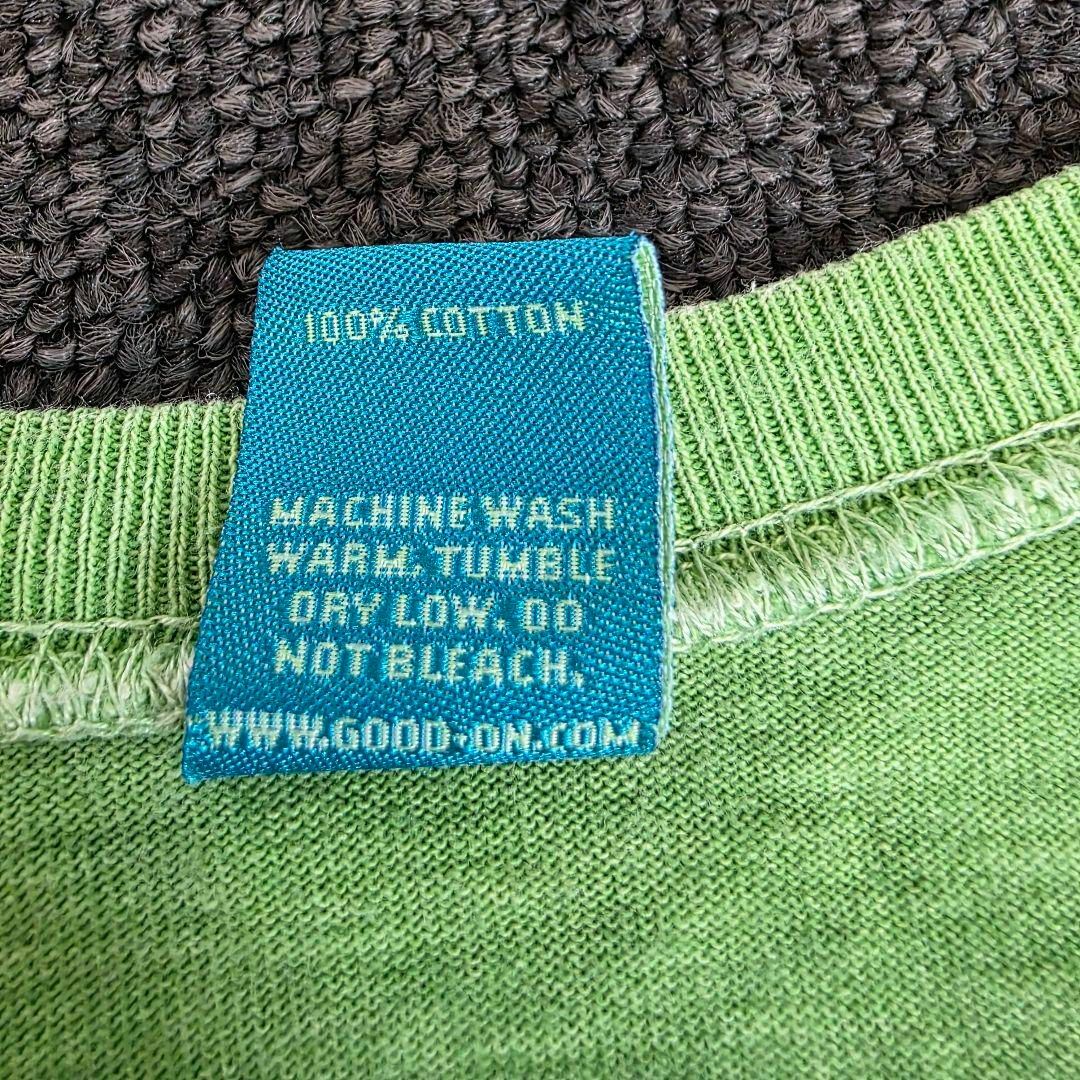 100% COTTON
MACHINE WASH
WARM. TUMBLE
DRY LOW. DO
NOT BLEACH.
WWW.GOOD-ON.COM